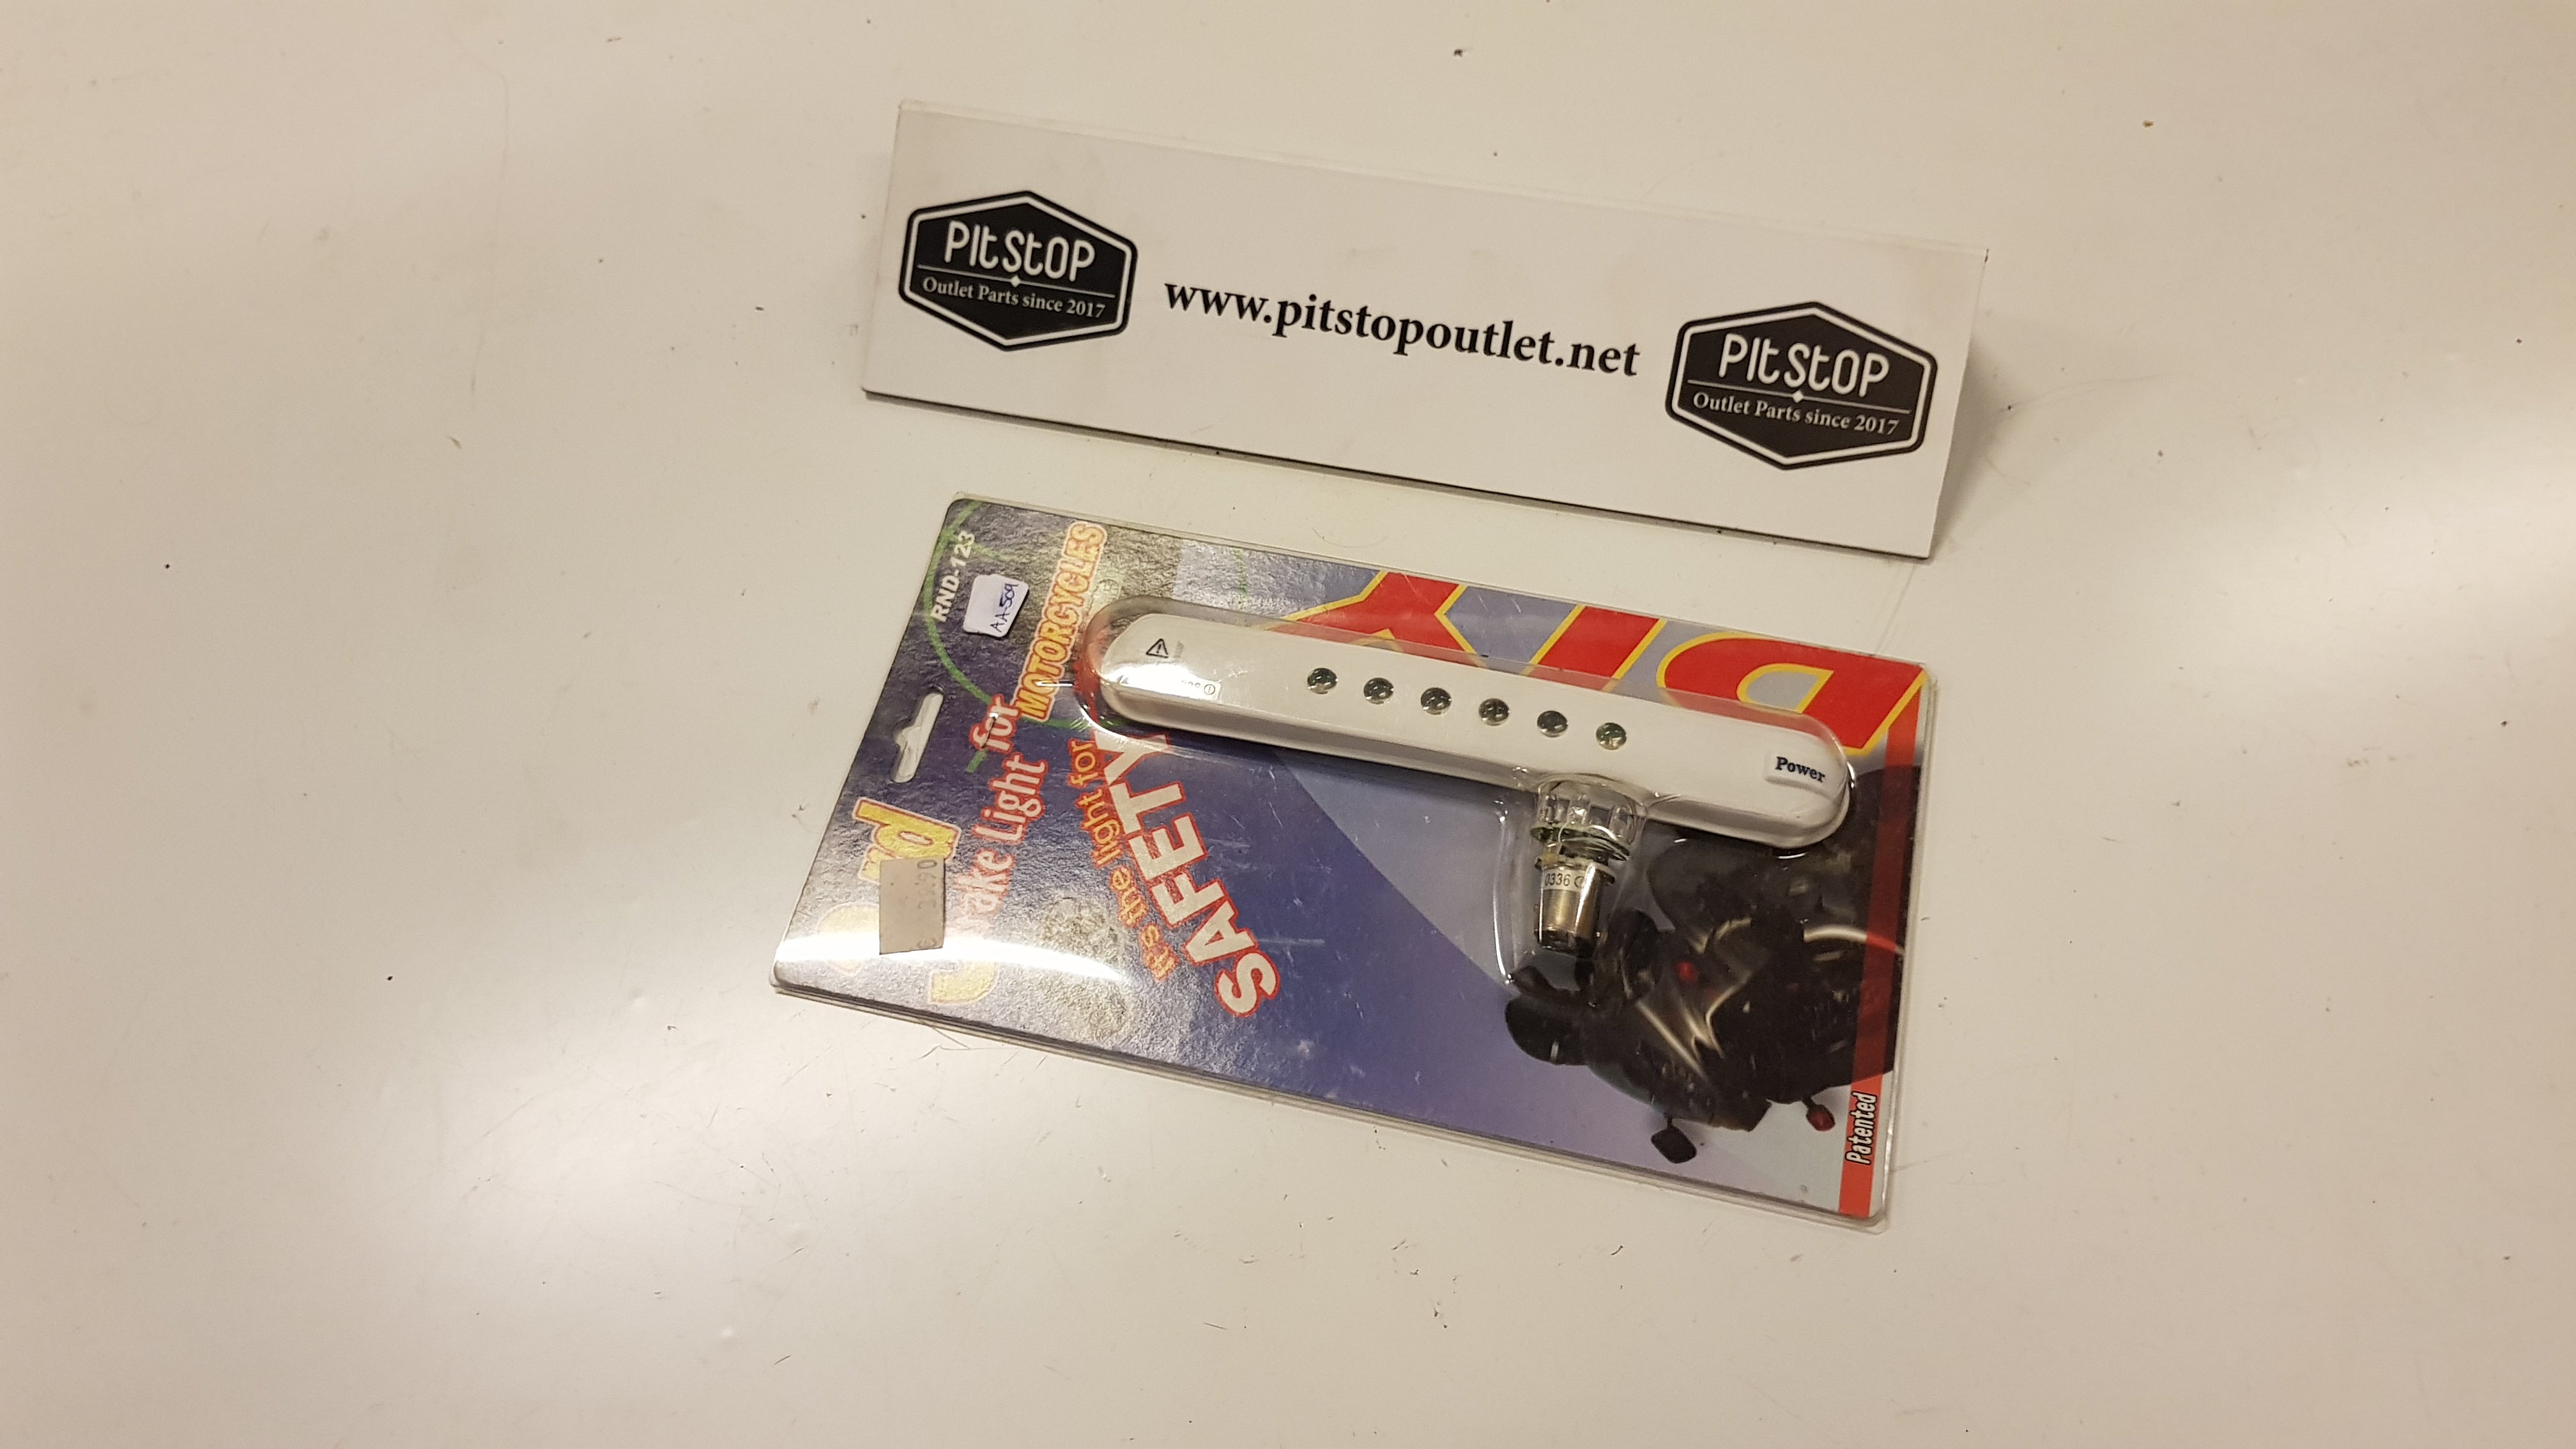 PitStop
Outlet Parts since 2017
www.pitstopoutlet.net
PitStop
Outlet Parts since 2017
RND-123
AA509
MOTORCYCLES
Light for
It's the light for
SAFETY
DIY
Power
0336
Patented